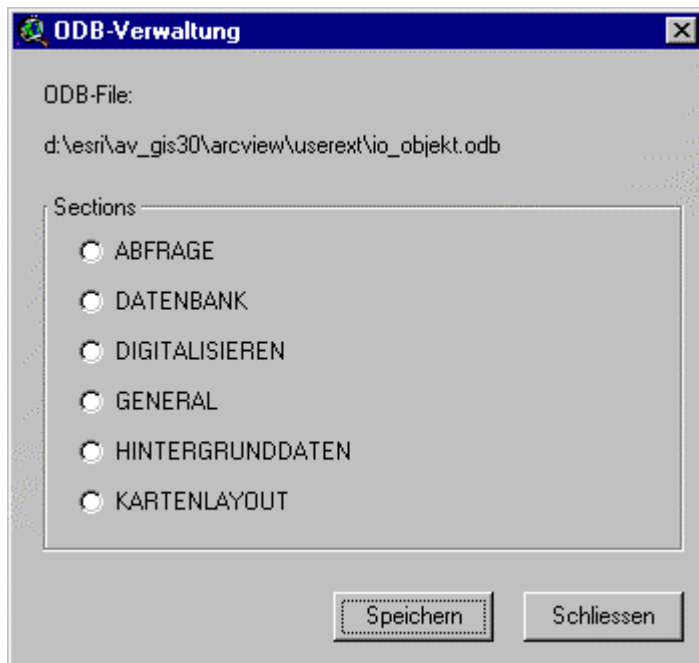 ODB-Verwaltung
ODB-File:
d:\esri\av_gis30\arcview\userext\io_objekt.odb
Sections
ABFRAGE
DATENBANK
DIGITALISIEREN
GENERAL
HINTERGRUNDDATEN
KARTENLAYOUT
Speichern
Schliessen